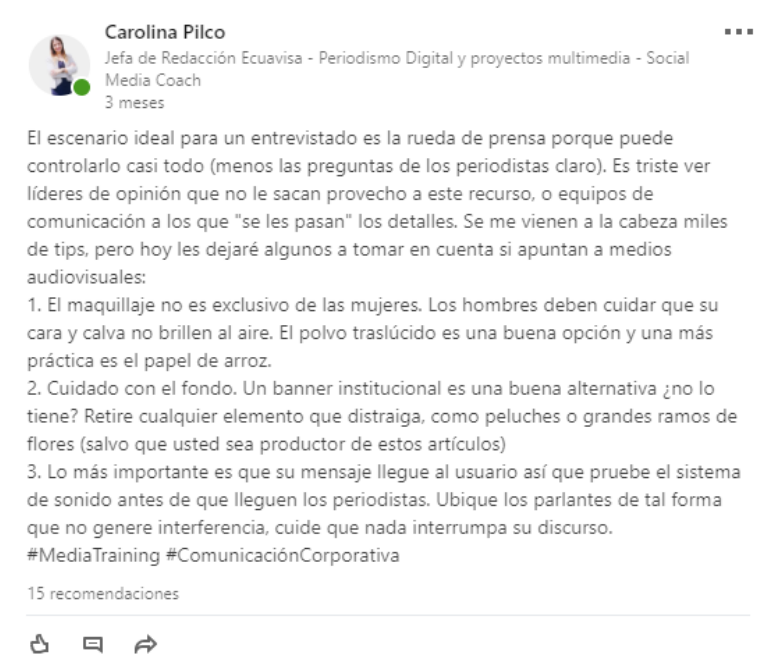 Carolina Pilco
Jefa de Redacción Ecuavisa - Periodismo Digital y proyectos multimedia - Social
Media Coach
3 meses
El escenario ideal para un entrevistado es la rueda de prensa porque puede
controlarlo casi todo (menos las preguntas de los periodistas claro). Es triste ver
líderes de opinión que no le sacan provecho a este recurso, o equipos de
comunicación a los que "se les pasan" los detalles. Se me vienen a la cabeza miles
de tips, pero hoy les dejaré algunos a tomar en cuenta si apuntan a medios
audiovisuales:
1. El maquillaje no es exclusivo de las mujeres. Los hombres deben cuidar que su
cara y calva no brillen al aire. El polvo traslúcido es una buena opción y una más
práctica es el papel de arroz.
2. Cuidado con el fondo. Un banner institucional es una buena alternativa ¿no lo
tiene? Retire cualquier elemento que distraiga, como peluches o grandes ramos de
flores (salvo que usted sea productor de estos artículos)
3. Lo más importante es que su mensaje llegue al usuario así que pruebe el sistema
de sonido antes de que lleguen los periodistas. Ubique los parlantes de tal forma
que no genere interferencia, cuide que nada interrumpa su discurso.
#MediaTraining #ComunicaciónCorporativa
15 recomendaciones